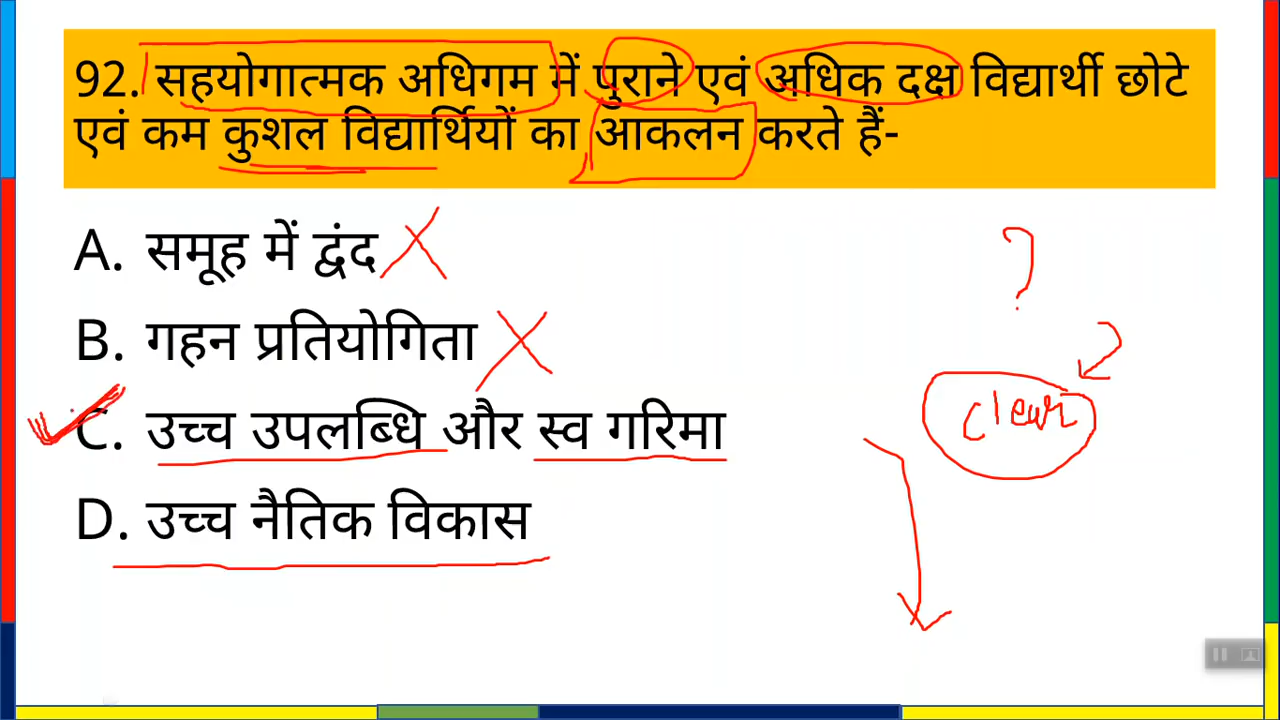 92. सहयोगात्मक अधिगम में पुराने एवं अधिक दक्ष विद्यार्थी छोटे
एवं कम कुशल विद्यार्थियों का आकलन करते हैं-
A. समूह में द्वंद
?
B. गहन प्रतियोगिता
C. उच्च उपलब्धि और स्व गरिमा
clear
D. उच्च नैतिक विकास